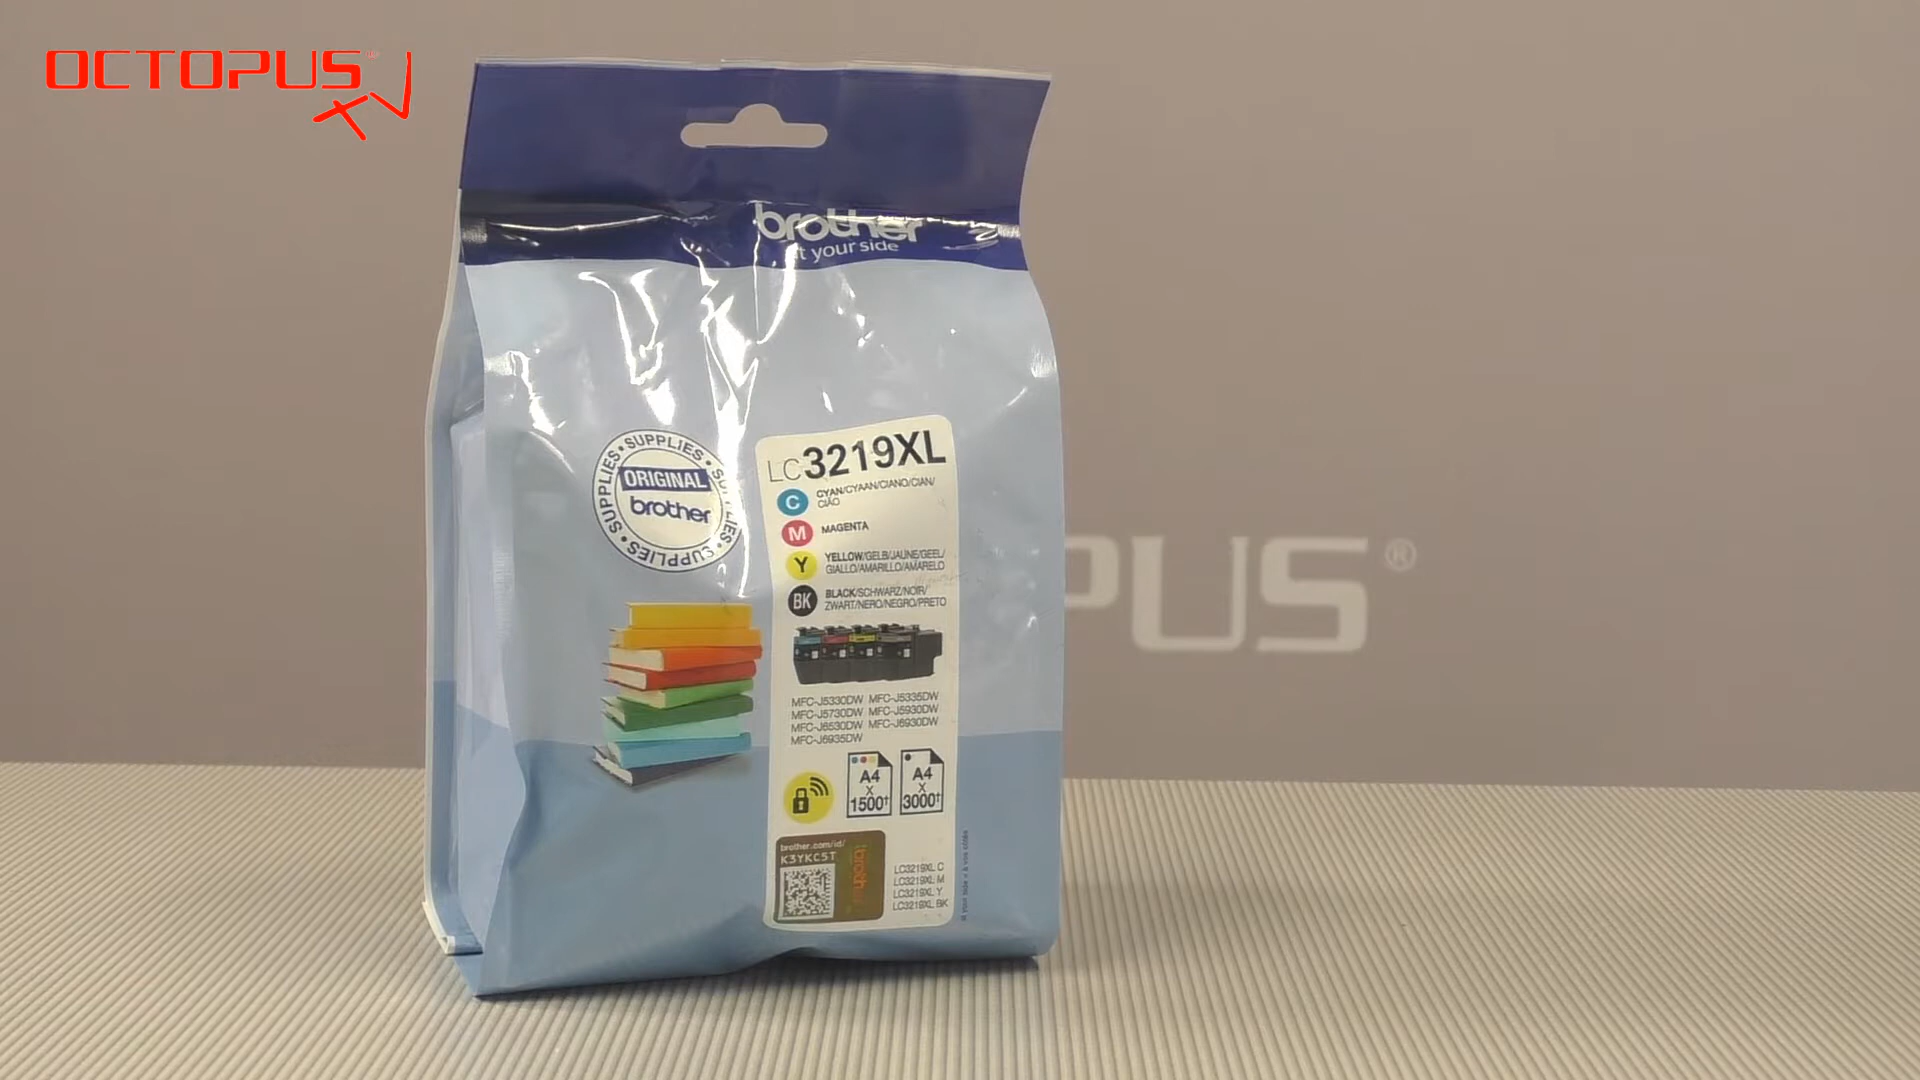 OCTOPUS
TV
brother
at your side
SUPPLIES • SUPPLIES • SUPPLIES • SUPPLIES •
ORIGINAL
brother
LC3219XL
C CYAN/CYAAN/CIANO/CIAN/
CIÃO
M MAGENTA
Y YELLOW/GELB/JAUNE/GEEL/
GIALLO/AMARILLO/AMARELO
BK BLACK/SCHWARZ/NOIR/
ZWART/NERO/NEGRO/PRETO
MFC-J5330DW MFC-J5335DW
MFC-J5730DW MFC-J5930DW
MFC-J6530DW MFC-J6930DW
MFC-J6935DW
A4
x
1500†
A4
x
3000†
brother.com/id/
K3YKC5T
brother
LC3219XL C
LC3219XL M
LC3219XL Y
LC3219XL BK
PUS®